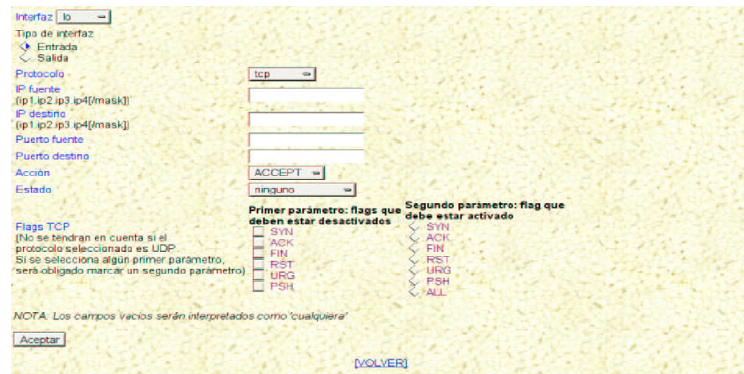 Interfaz lo
Tipo de interfaz
Entrada
Salida
Protocolo tcp
IP fuente
(ip1.ip2.ip3.ip4[/mask])
IP destino
(ip1.ip2.ip3.ip4[/mask])
Puerto fuente
Puerto destino
Acción ACCEPT
Estado ninguno
Flags TCP
(No se tendran en cuenta si el
protocolo seleccionado es UDP.
Si se selecciona algún primer parámetro,
será obligado marcar un segundo parámetro)
Primer parámetro: flags que
deben estar desactivados
SYN
ACK
FIN
RST
URG
PSH
Segundo parámetro: flag que
debe estar activado
SYN
ACK
FIN
RST
URG
PSH
ALL
NOTA: Los campos vacíos serán interpretados como 'cualquiera'
Aceptar
[VOLVER]